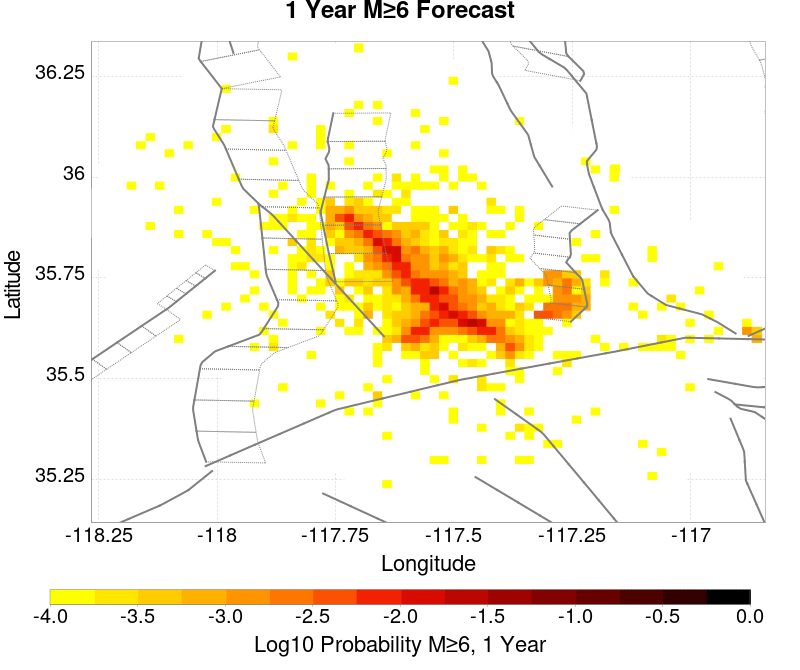 1 Year M≥6 Forecast
36.25
36
35.75
35.5
35.25
Latitude
-118.25 -118 -117.75 -117.5 -117.25 -117
Longitude
-4.0 -3.5 -3.0 -2.5 -2.0 -1.5 -1.0 -0.5 0.0
Log10 Probability M≥6, 1 Year